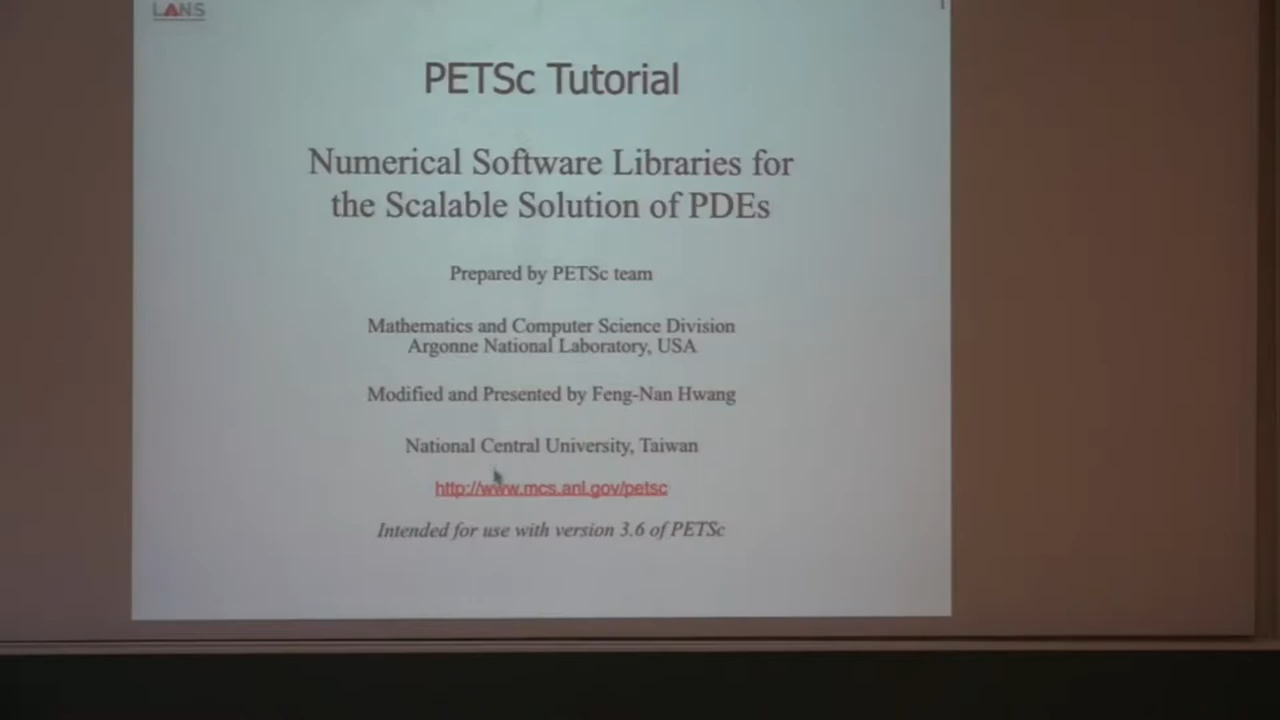 LANS
PETSc Tutorial
Numerical Software Libraries for
the Scalable Solution of PDEs
Prepared by PETSc team
Mathematics and Computer Science Division
Argonne National Laboratory, USA
Modified and Presented by Feng-Nan Hwang
National Central University, Taiwan
http://www.mcs.anl.gov/petsc
Intended for use with version 3.6 of PETSc